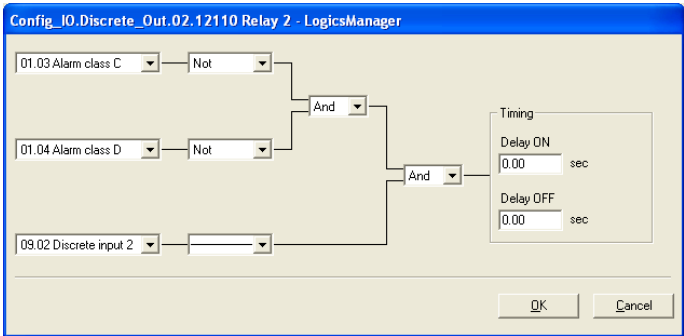 Config_IO.Discrete_Out.02.12110 Relay 2 - LogicsManager
01.03 Alarm class C Not
And
Timing
Delay ON
01.04 Alarm class D Not
0.00 sec
And
Delay OFF
0.00 sec
09.02 Discrete input 2
OK Cancel